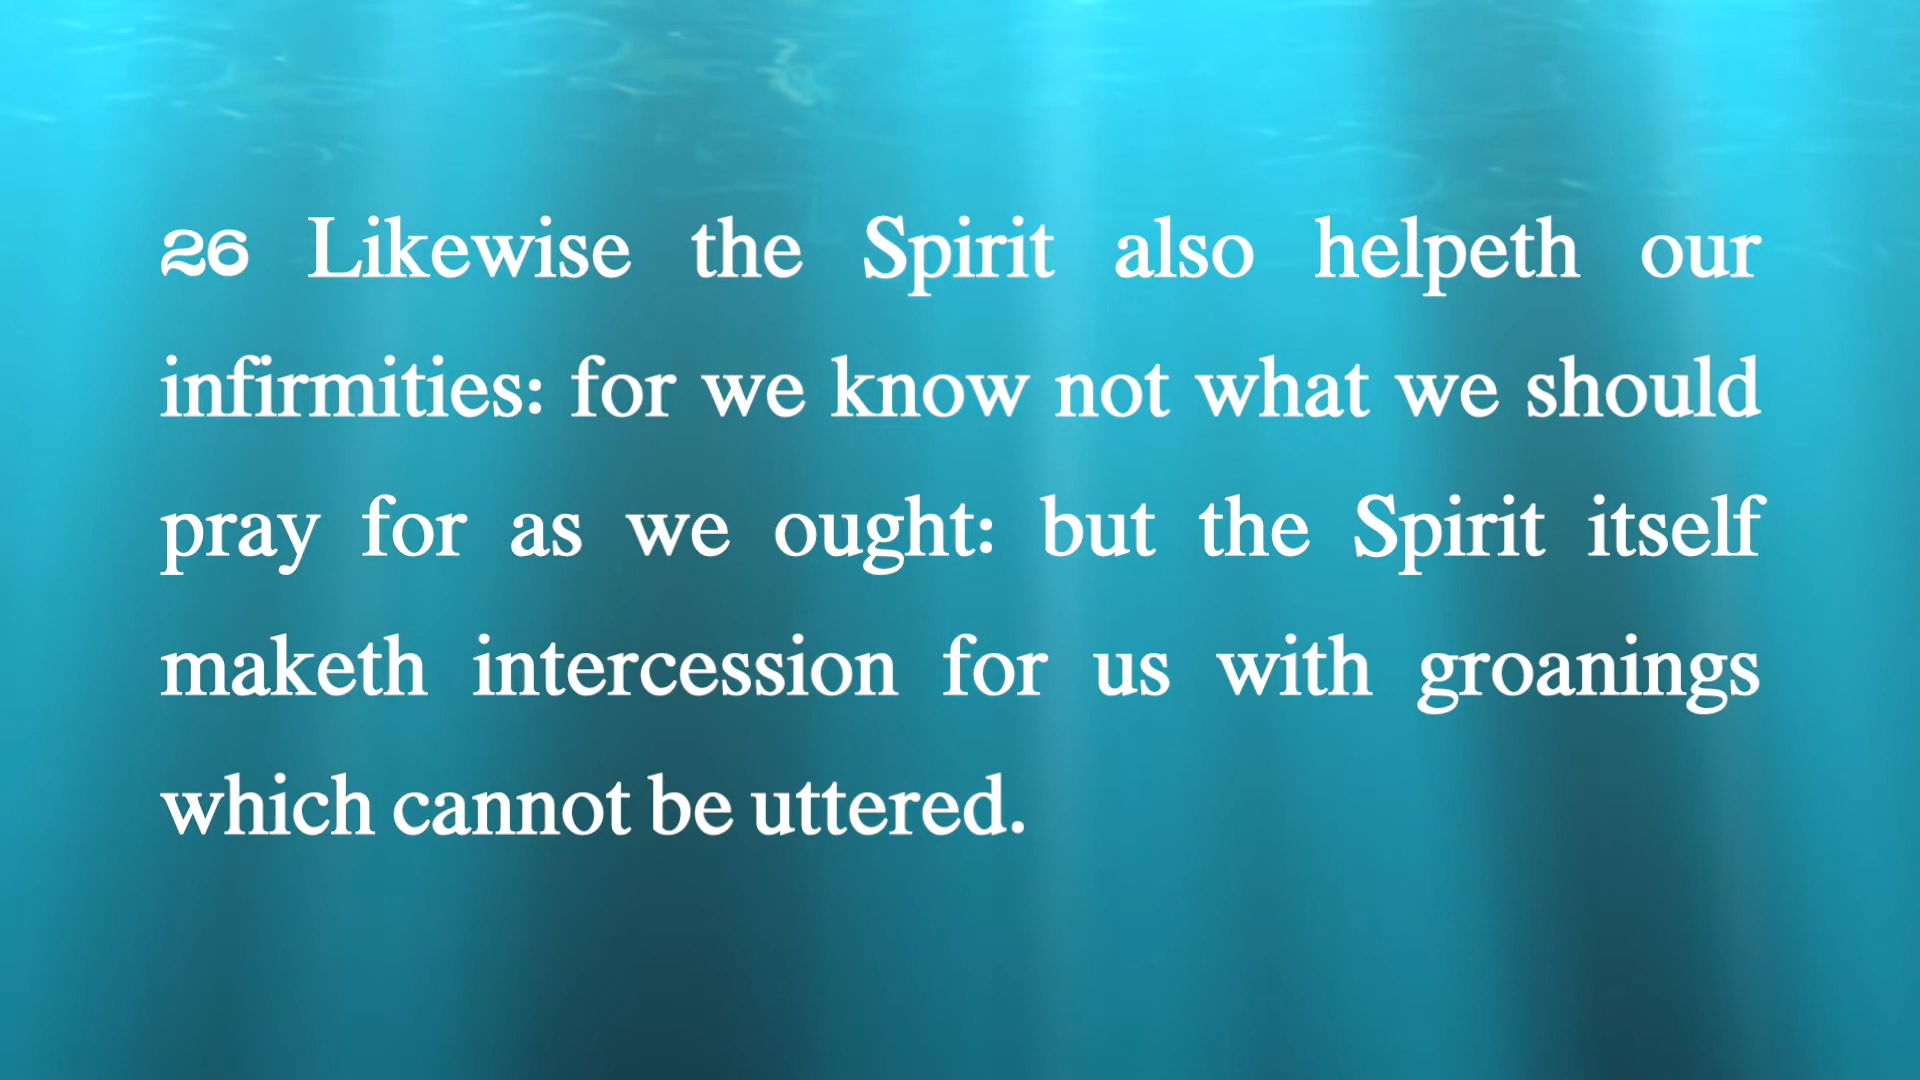 26 Likewise the Spirit also helpeth our
infirmities: for we know not what we should
pray for as we ought: but the Spirit itself
maketh intercession for us with groanings
which cannot be uttered.